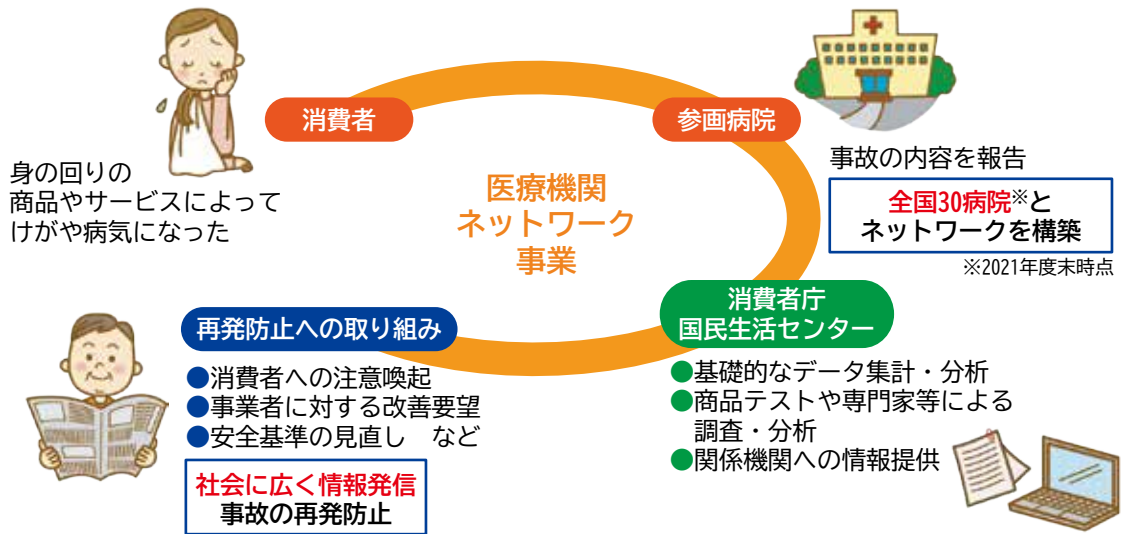 消費者
身の回りの
商品やサービスによって
けがや病気になった
医療機関
ネットワーク
事業
参画病院
事故の内容を報告
全国30病院※と
ネットワークを構築
※2021年度末時点
消費者庁
国民生活センター
●基礎的なデータ集計・分析
●商品テストや専門家等による
調査・分析
●関係機関への情報提供
再発防止への取り組み
●消費者への注意喚起
●事業者に対する改善要望
●安全基準の見直し　など
社会に広く情報発信
事故の再発防止